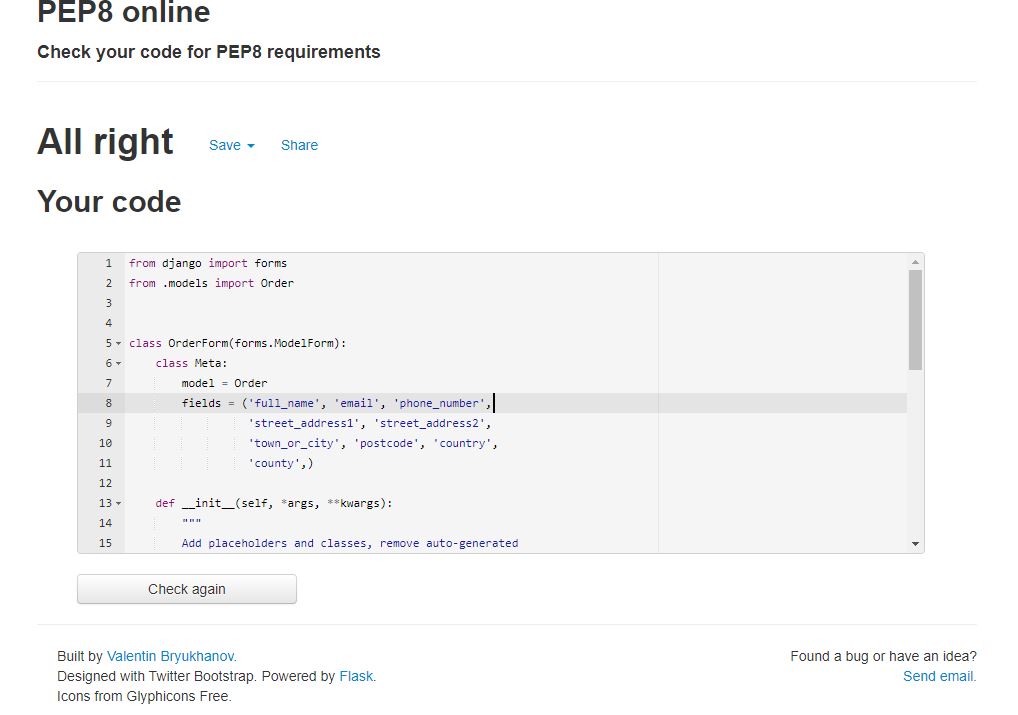 PEP8 online
Check your code for PEP8 requirements
All right Save Share
Your code
1 from django import forms
2 from .models import Order
3
4
5 class OrderForm(forms.ModelForm):
6 class Meta:
7 model = Order
8 fields = ('full_name', 'email', 'phone_number',
9 'street_address1', 'street_address2',
10 'town_or_city', 'postcode', 'country',
11 'county',)
12
13 def __init__(self, *args, **kwargs):
14 """
15 Add placeholders and classes, remove auto-generated
Check again
Built by Valentin Bryukhanov. Found a bug or have an idea?
Designed with Twitter Bootstrap. Powered by Flask. Send email.
Icons from Glyphicons Free.